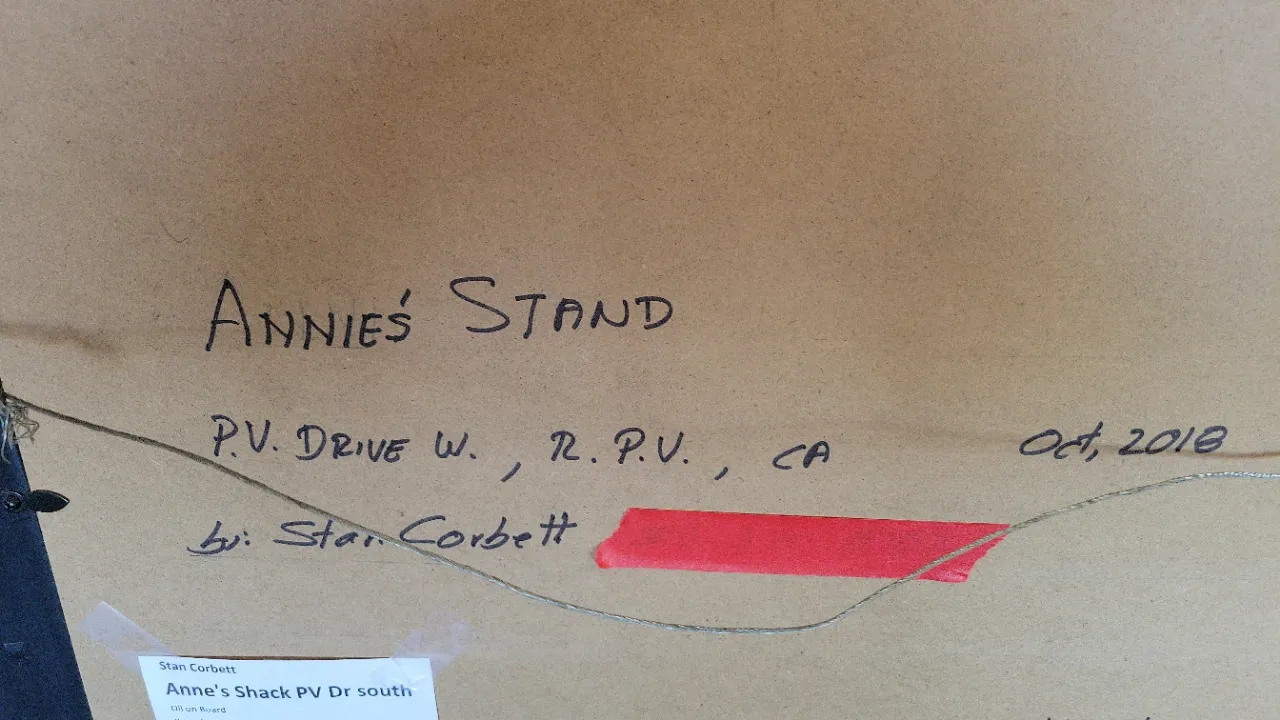 ANNIE'S STAND
P.V. DRIVE W., R. P.V., CA Oct, 2018
by: Stan Corbett
Stan Corbett
Anne's Shack PV Dr south
Oil on Board